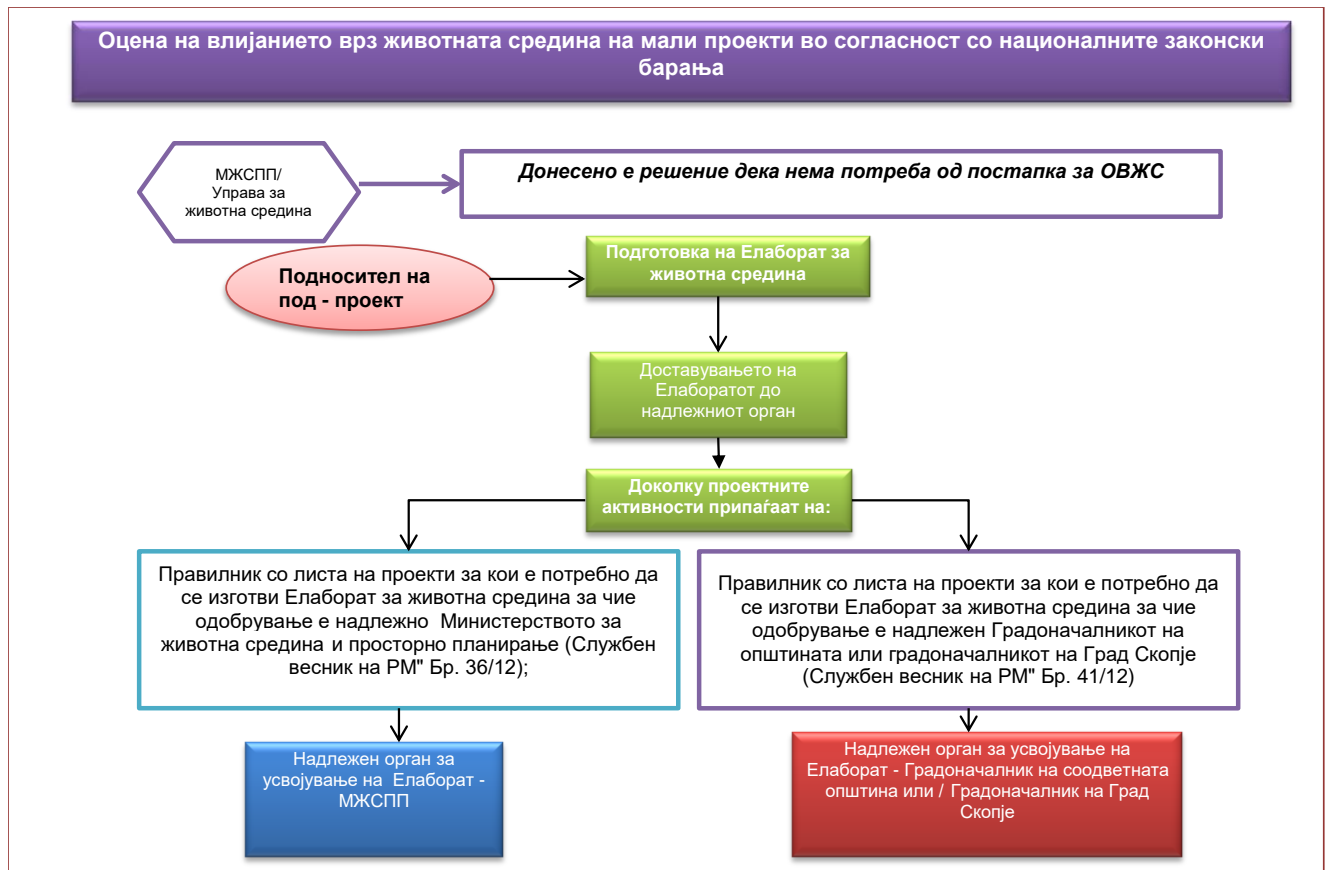 Оцена на влијанието врз животната средина на мали проекти во согласност со националните законски
барања
МЖСПП/
Управа за
животна средина
Донесено е решение дека нема потреба од постапка за ОВЖС
Подносител на
под - проект
Подготовка на Елаборат за
животна средина
Доставувањето на
Елаборатот до
надлежниот орган
Доколку проектните
активности припаѓаат на:
Правилник со листа на проекти за кои е потребно да
се изготви Елаборат за животна средина за чие
одобрување е надлежно Министерството за
животна средина и просторно планирање (Службен
весник на РМ" Бр. 36/12);
Правилник со листа на проекти за кои е потребно да
се изготви Елаборат за животна средина за чие
одобрување е надлежен Градоначалникот на
општината или градоначалникот на Град Скопје
(Службен весник на РМ" Бр. 41/12)
Надлежен орган за
усвојување на Елаборат -
МЖСПП
Надлежен орган за усвојување на
Елаборат - Градоначалник на соодветната
општина или / Градоначалник на Град
Скопје